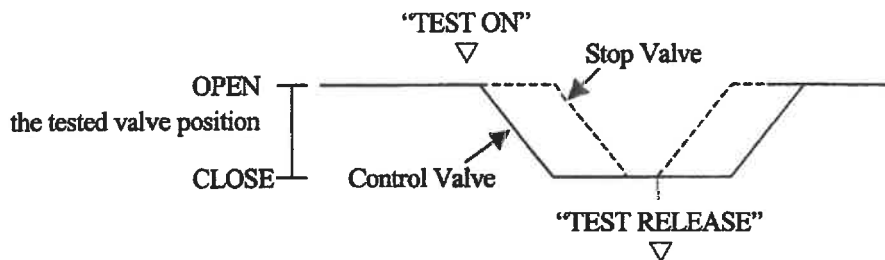 “TEST ON”
Stop Valve
OPEN
the tested valve position
CLOSE
Control Valve
“TEST RELEASE”